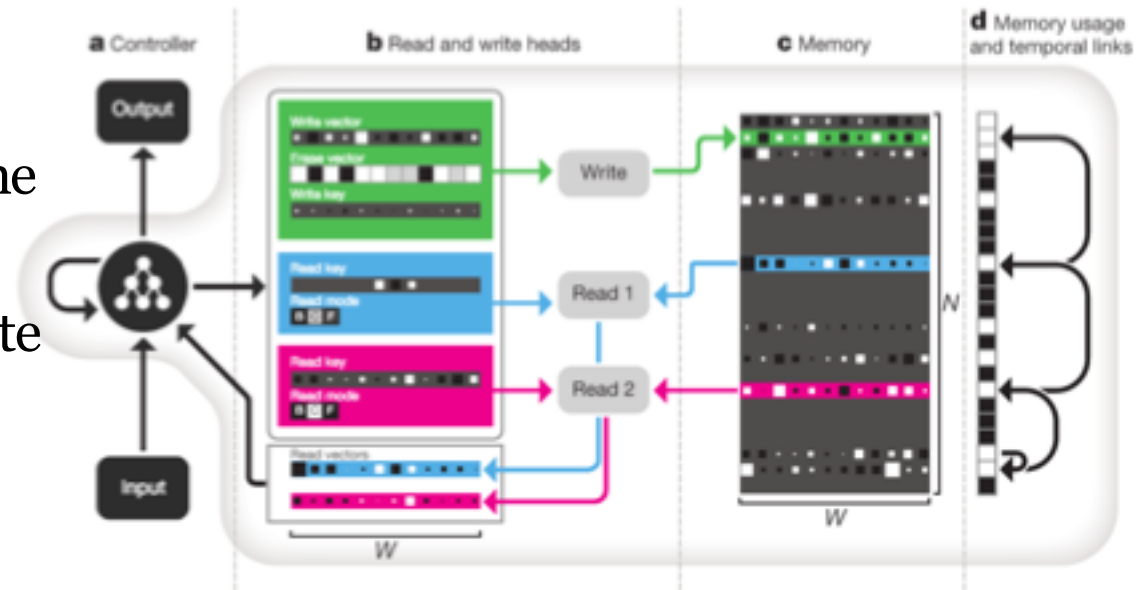 ne
te
a Controller
Output
Input
b Read and write heads
Write vector
Erase vector
Write key
Read key
Read mode
B C F
Read key
Read mode
B C F
Read vectors
W
Write
Read 1
Read 2
c Memory
N
W
d Memory usage
and temporal links